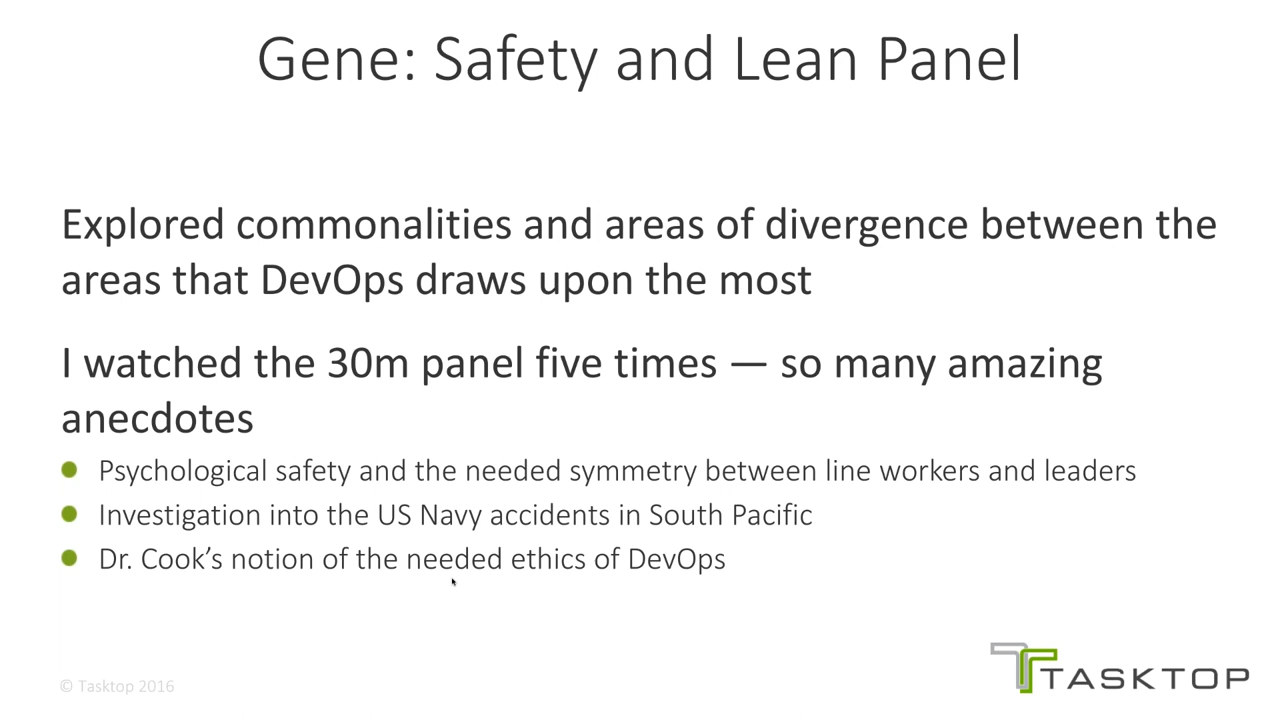 Gene: Safety and Lean Panel
Explored commonalities and areas of divergence between the
areas that DevOps draws upon the most
I watched the 30m panel five times — so many amazing
anecdotes
Psychological safety and the needed symmetry between line workers and leaders
Investigation into the US Navy accidents in South Pacific
Dr. Cook’s notion of the needed ethics of DevOps
© Tasktop 2016
TASKTOP